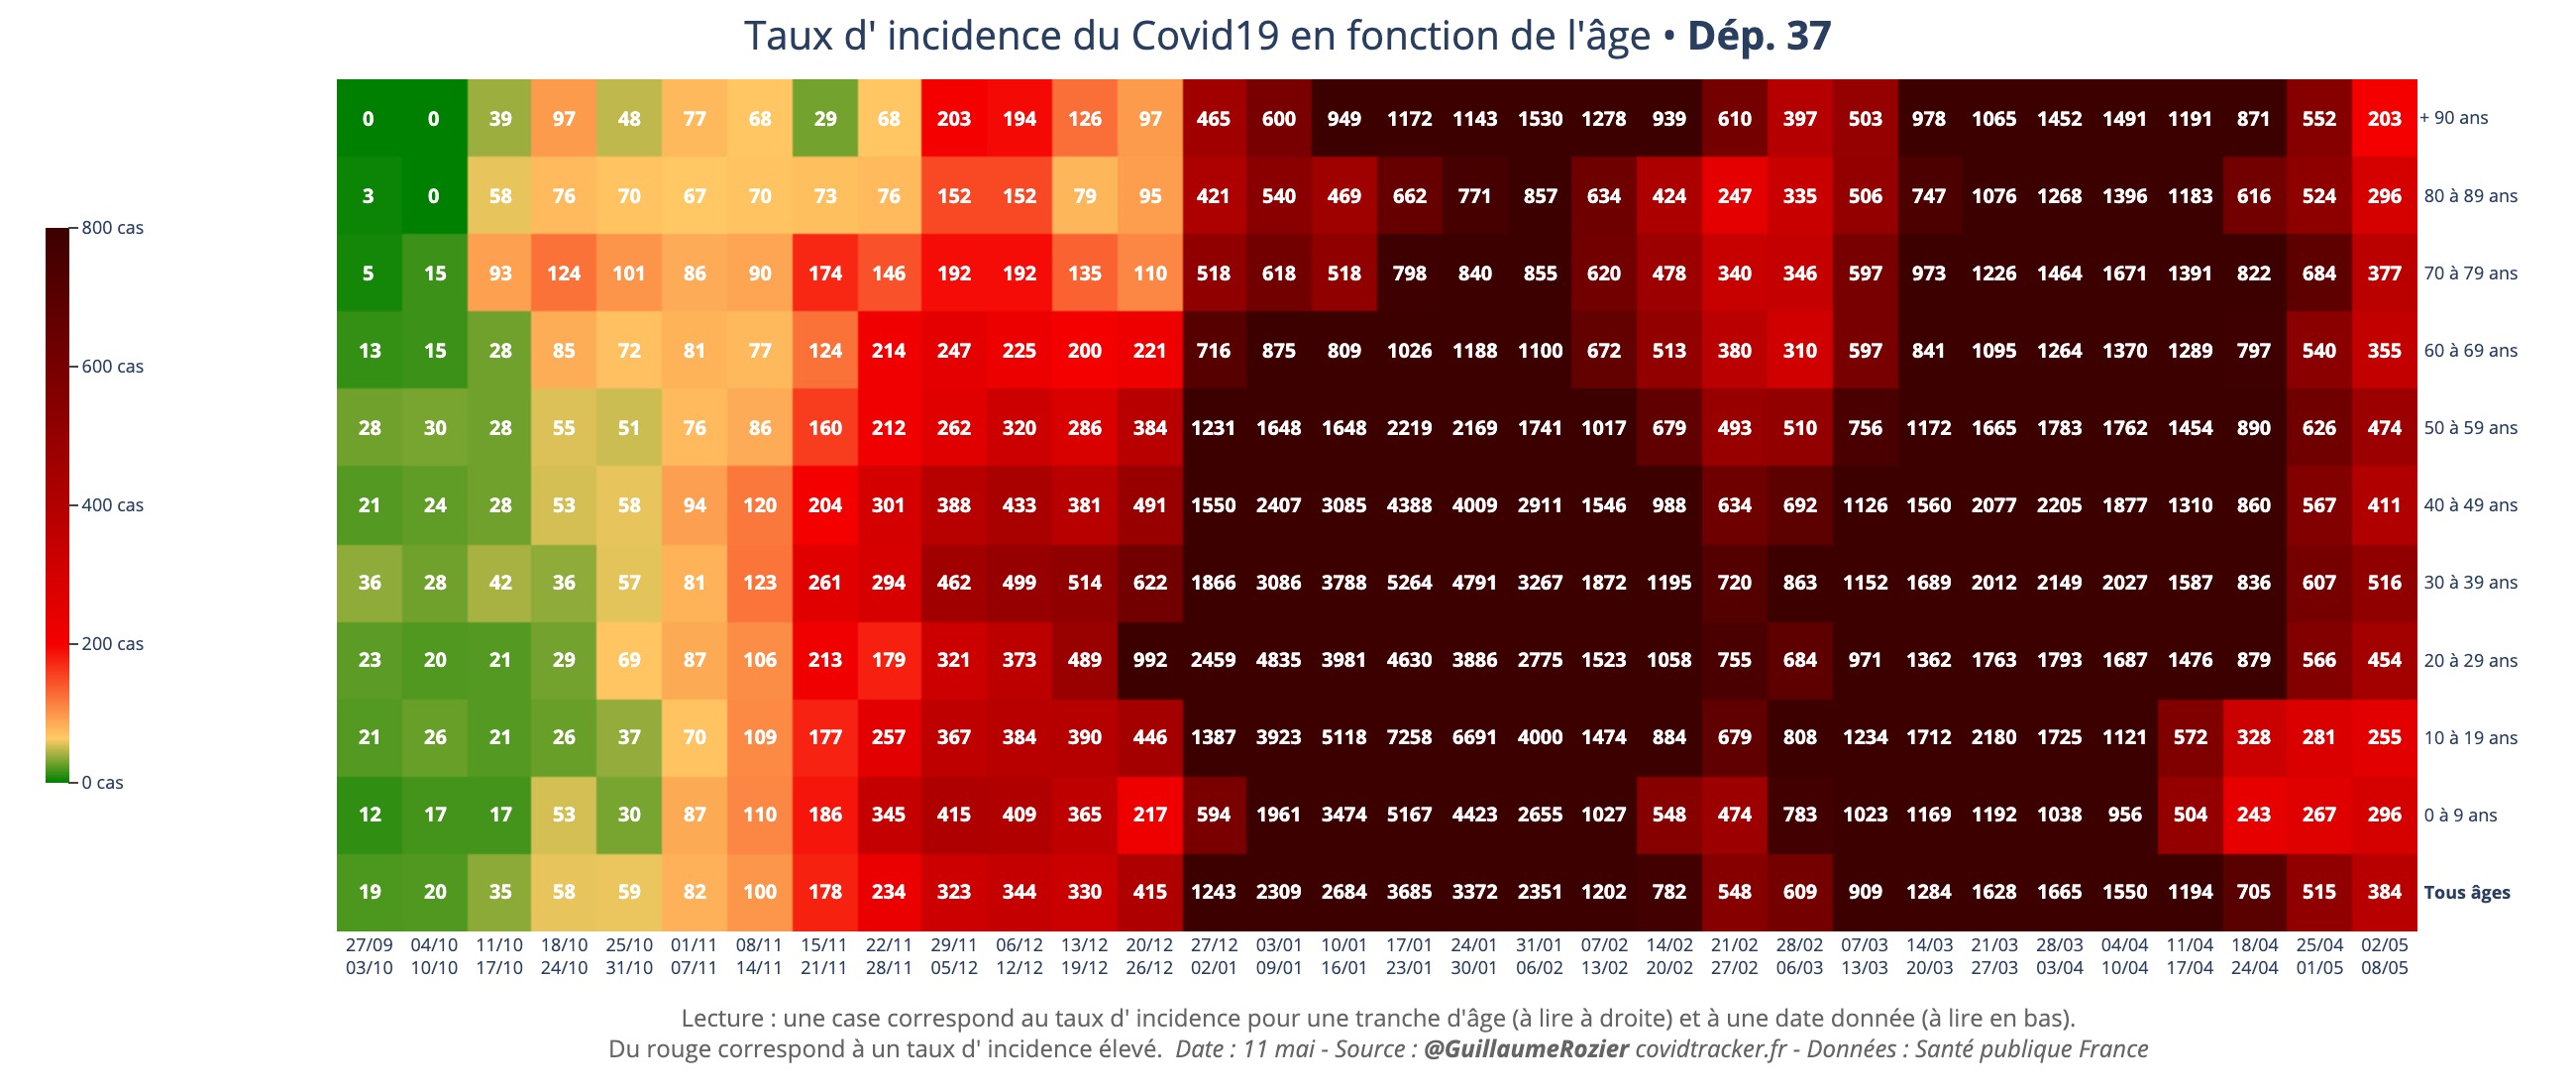 Taux d' incidence du Covid19 en fonction de l'âge • Dép. 37
0 0 39 97 48 77 68 29 68 203 194 126 97 465 600 949 1172 1143 1530 1278 939 610 397 503 978 1065 1452 1491 1191 871 552 203 + 90 ans
3 0 58 76 70 67 70 73 76 152 152 79 95 421 540 469 662 771 857 634 424 247 335 506 747 1076 1268 1396 1183 616 524 296 80 à 89 ans
800 cas
5 15 93 124 101 86 90 174 146 192 192 135 110 518 618 518 798 840 855 620 478 340 346 597 973 1226 1464 1671 1391 822 684 377 70 à 79 ans
13 15 28 85 72 81 77 124 214 247 225 200 221 716 875 809 1026 1188 1100 672 513 380 310 597 841 1095 1264 1370 1289 797 540 355 60 à 69 ans
600 cas
28 30 28 55 51 76 86 160 212 262 320 286 384 1231 1648 1648 2219 2169 1741 1017 679 493 510 756 1172 1665 1783 1762 1454 890 626 474 50 à 59 ans
400 cas
21 24 28 53 58 94 120 204 301 388 433 381 491 1550 2407 3085 4388 4009 2911 1546 988 634 692 1126 1560 2077 2205 1877 1310 860 567 411 40 à 49 ans
36 28 42 36 57 81 123 261 294 462 499 514 622 1866 3086 3788 5264 4791 3267 1872 1195 720 863 1152 1689 2012 2149 2027 1587 836 607 516 30 à 39 ans
200 cas
23 20 21 29 69 87 106 213 179 321 373 489 992 2459 4835 3981 4630 3886 2775 1523 1058 755 684 971 1362 1763 1793 1687 1476 879 566 454 20 à 29 ans
21 26 21 26 37 70 109 177 257 367 384 390 446 1387 3923 5118 7258 6691 4000 1474 884 679 808 1234 1712 2180 1725 1121 572 328 281 255 10 à 19 ans
0 cas
12 17 17 53 30 87 110 186 345 415 409 365 217 594 1961 3474 5167 4423 2655 1027 548 474 783 1023 1169 1192 1038 956 504 243 267 296 0 à 9 ans
19 20 35 58 59 82 100 178 234 323 344 330 415 1243 2309 2684 3685 3372 2351 1202 782 548 609 909 1284 1628 1665 1550 1194 705 515 384 Tous âges
27/09 04/10 11/10 18/10 25/10 01/11 08/11 15/11 22/11 29/11 06/12 13/12 20/12 27/12 03/01 10/01 17/01 24/01 31/01 07/02 14/02 21/02 28/02 07/03 14/03 21/03 28/03 04/04 11/04 18/04 25/04 02/05
03/10 10/10 17/10 24/10 31/10 07/11 14/11 21/11 28/11 05/12 12/12 19/12 26/12 02/01 09/01 16/01 23/01 30/01 06/02 13/02 20/02 27/02 06/03 13/03 20/03 27/03 03/04 10/04 17/04 24/04 01/05 08/05
Lecture : une case correspond au taux d' incidence pour une tranche d'âge (à lire à droite) et à une date donnée (à lire en bas).
Du rouge correspond à un taux d' incidence élevé. Date : 11 mai - Source : @GuillaumeRozier covidtracker.fr - Données : Santé publique France